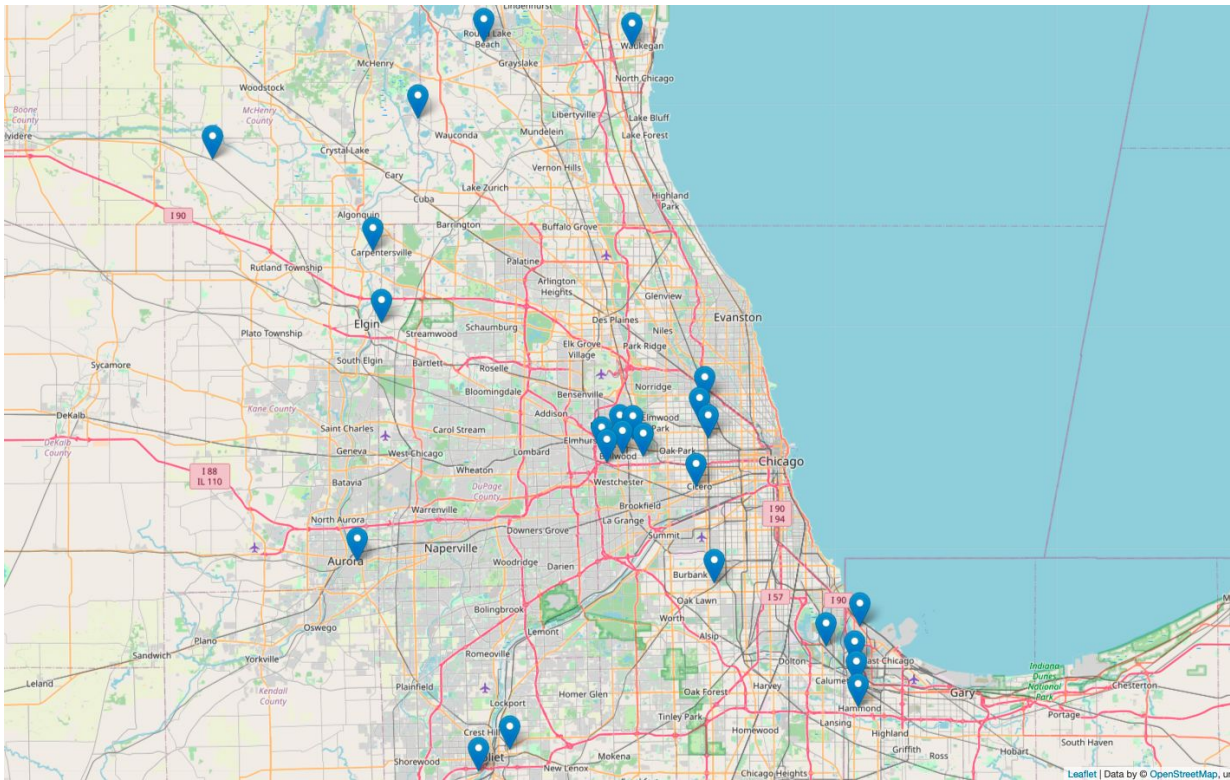 Lindenhurst
Beach
Waukegan
McHenry
Grayslake
North Chicago
Woodstock
Boone
County
McHenry
County
Libertyville
Lake Bluff
Wauconda
Mundelein
Lake Forest
Crystal Lake
Vernon Hills
Cary
Lake Zurich
Cuba
Highland
Park
I 90
Algonquin
Barrington
Buffalo Grove
Carpentersville
Palatine
Rutland Township
Arlington
Heights
Glenview
Evanston
Elgin
Des Plaines
Plato Township
Streamwood
Schaumburg
Niles
Elk Grove
Village
Park Ridge
South Elgin
Bartlett
Roselle
Sycamore
Bloomingdale
Norridge
Bensenville
Kane County
DeKalb
Addison
Elmwood
Park
Saint Charles
Carol Stream
DeKalb
County
Geneva
West Chicago
Lombard
Oak Park
Chicago
Wheaton
I 88
IL 110
Batavia
DuPage
County
Westchester
Cicero
Warrenville
Brookfield
North Aurora
La Grange
I 90
I 94
Downers Grove
Summit
Naperville
Aurora
Woodridge
Darien
Burbank
Oak Lawn
I 57
I 90
Bolingbrook
Oswego
Lemont
Worth
Alsip
Plano
Sandwich
Yorkville
Romeoville
Dolton
Indiana
Dunes
National
Park
Leland
Kendall
County
Plainfield
Homer Glen
Oak Forest
Harvey
Gary
Chesterton
Lockport
Hammond
Tinley Park
Lansing
Portage
Homewood
Highland
Griffith
South Haven
Shorewood
New Lenox
Mokena
Ross
Hobart
Chicago Heights
Leaflet | Data by © OpenStreetMap, u